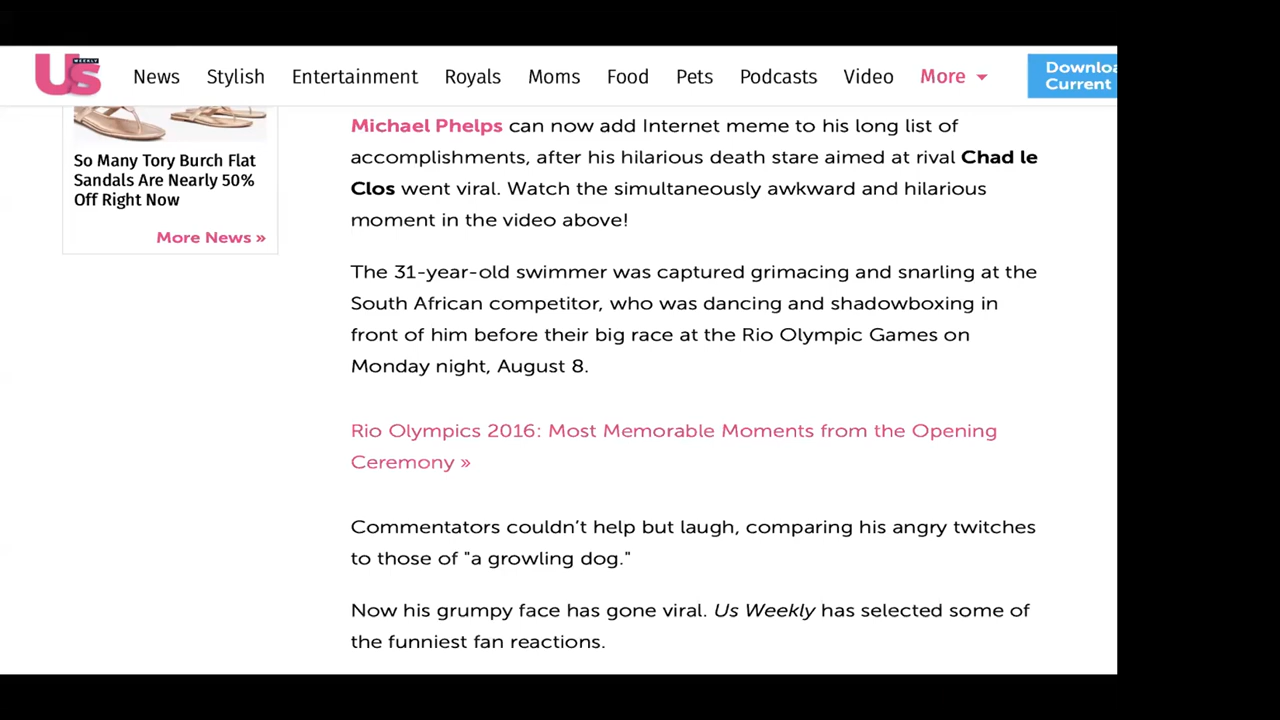 Us WEEKLY
News Stylish Entertainment Royals Moms Food Pets Podcasts Video More
Downloa
Current
So Many Tory Burch Flat
Sandals Are Nearly 50%
Off Right Now
More News »
Michael Phelps can now add Internet meme to his long list of
accomplishments, after his hilarious death stare aimed at rival Chad le
Clos went viral. Watch the simultaneously awkward and hilarious
moment in the video above!
The 31-year-old swimmer was captured grimacing and snarling at the
South African competitor, who was dancing and shadowboxing in
front of him before their big race at the Rio Olympic Games on
Monday night, August 8.
Rio Olympics 2016: Most Memorable Moments from the Opening
Ceremony »
Commentators couldn’t help but laugh, comparing his angry twitches
to those of "a growling dog."
Now his grumpy face has gone viral. Us Weekly has selected some of
the funniest fan reactions.